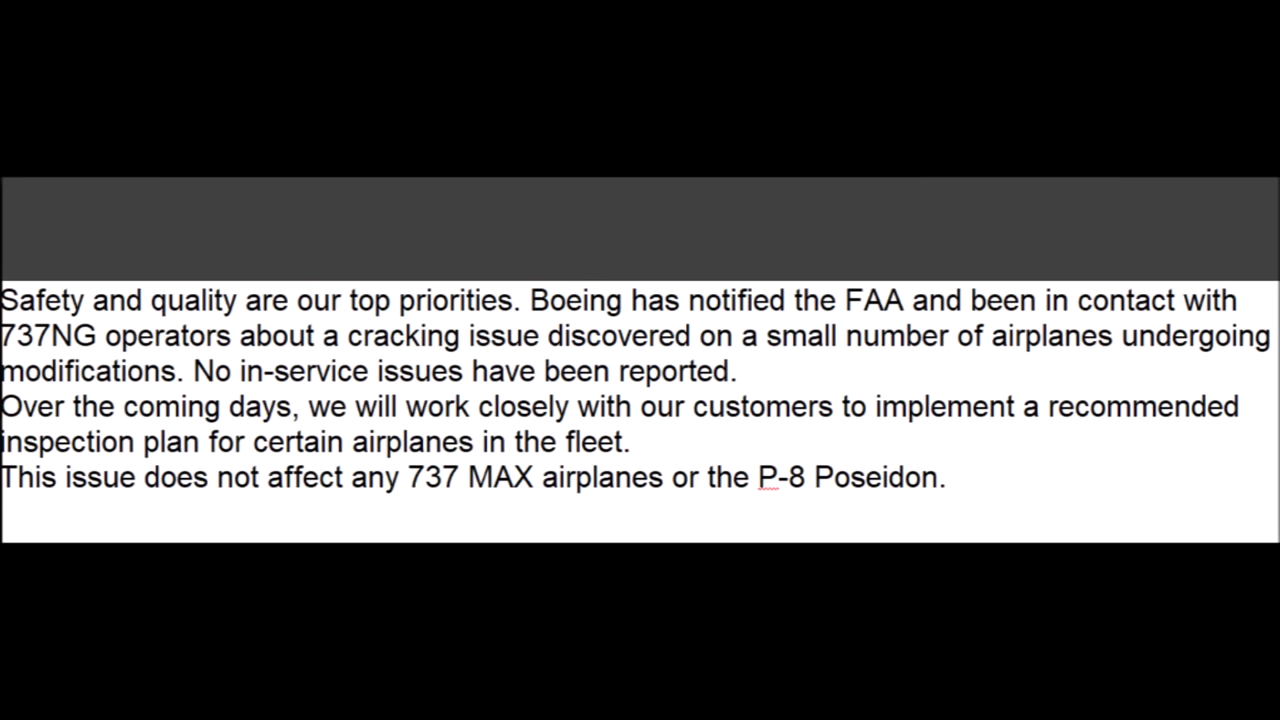 Safety and quality are our top priorities. Boeing has notified the FAA and been in contact with
737NG operators about a cracking issue discovered on a small number of airplanes undergoing
modifications. No in-service issues have been reported.
Over the coming days, we will work closely with our customers to implement a recommended
inspection plan for certain airplanes in the fleet.
This issue does not affect any 737 MAX airplanes or the P-8 Poseidon.